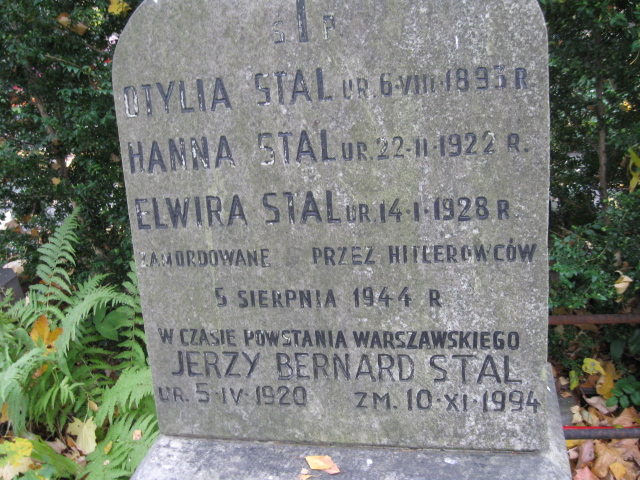 Ś P
OTYLIA STAL UR. 6·VIII·1893 R
HANNA STAL UR. 22·II·1922 R.
ELWIRA STAL UR. 14·I·1928 R
ZAMORDOWANE PRZEZ HITLEROWCÓW
5 SIERPNIA 1944 R
W CZASIE POWSTANIA WARSZAWSKIEGO
JERZY BERNARD STAL
UR. 5·IV·1920 ZM. 10·XI·1994